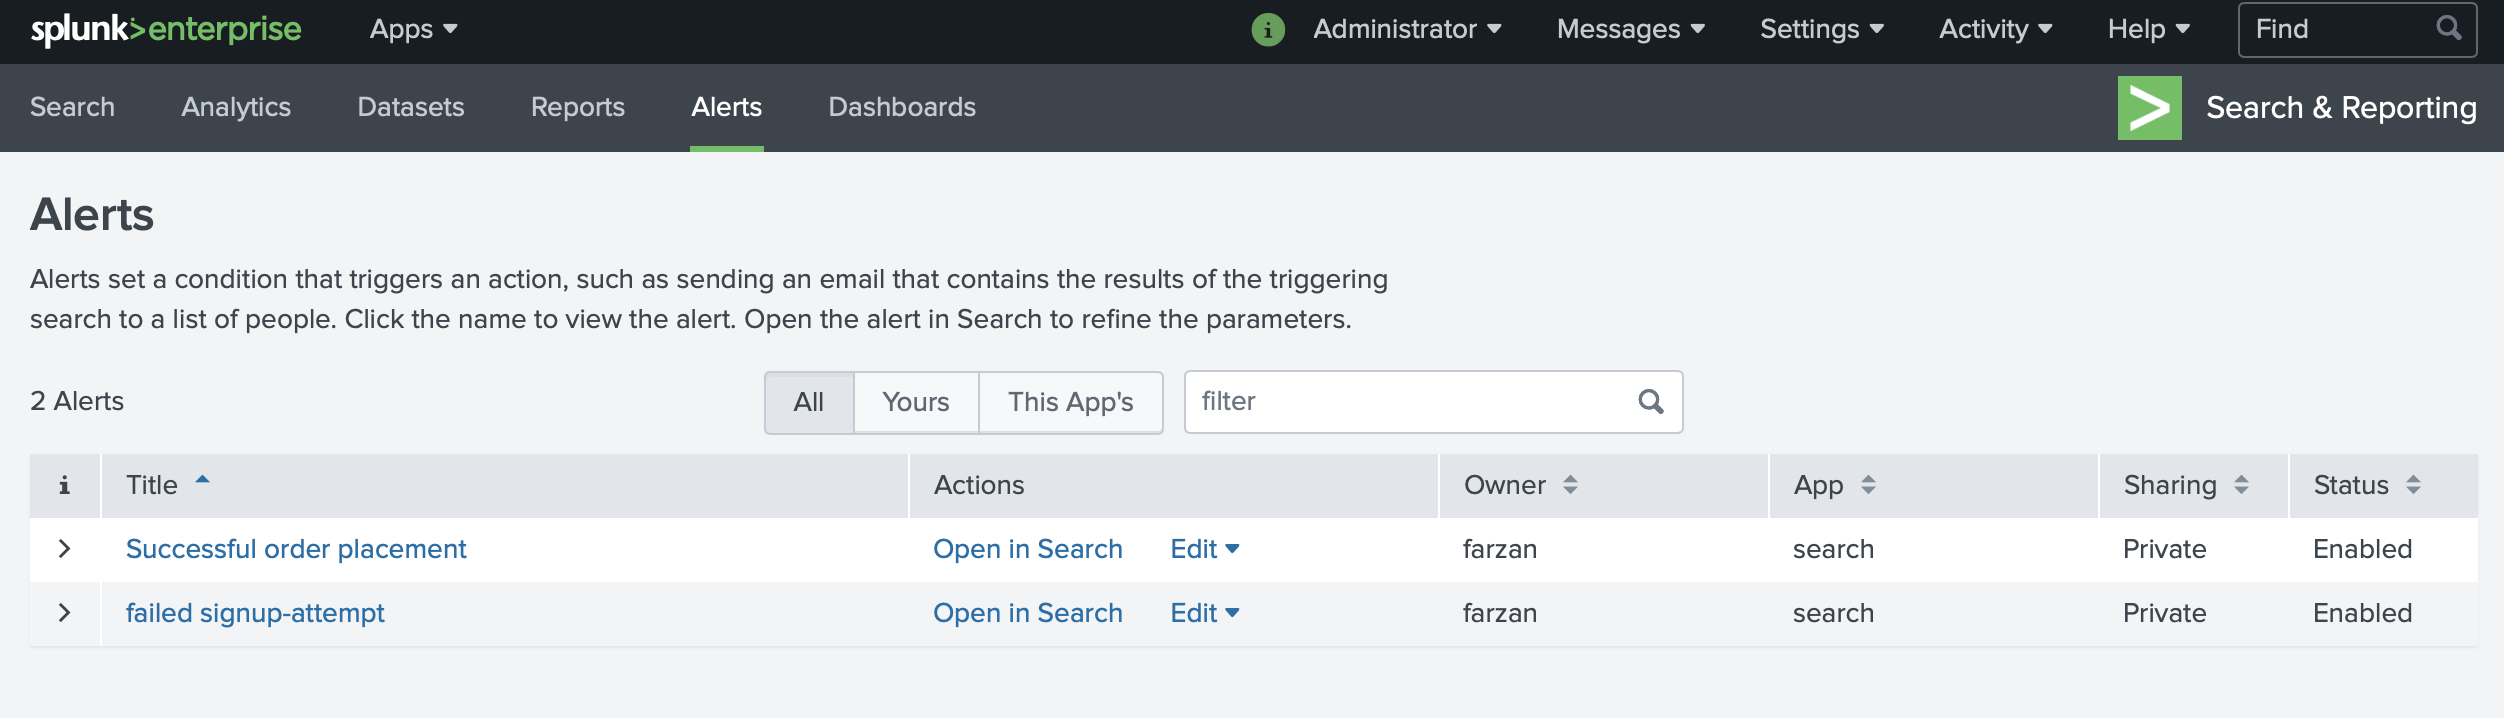 splunk>enterprise Apps Administrator Messages Settings Activity Help Find
Search Analytics Datasets Reports Alerts Dashboards Search & Reporting
Alerts
Alerts set a condition that triggers an action, such as sending an email that contains the results of the triggering
search to a list of people. Click the name to view the alert. Open the alert in Search to refine the parameters.
2 Alerts All Yours This App's filter
i Title Actions Owner App Sharing Status
Successful order placement Open in Search Edit farzan search Private Enabled
failed signup-attempt Open in Search Edit farzan search Private Enabled